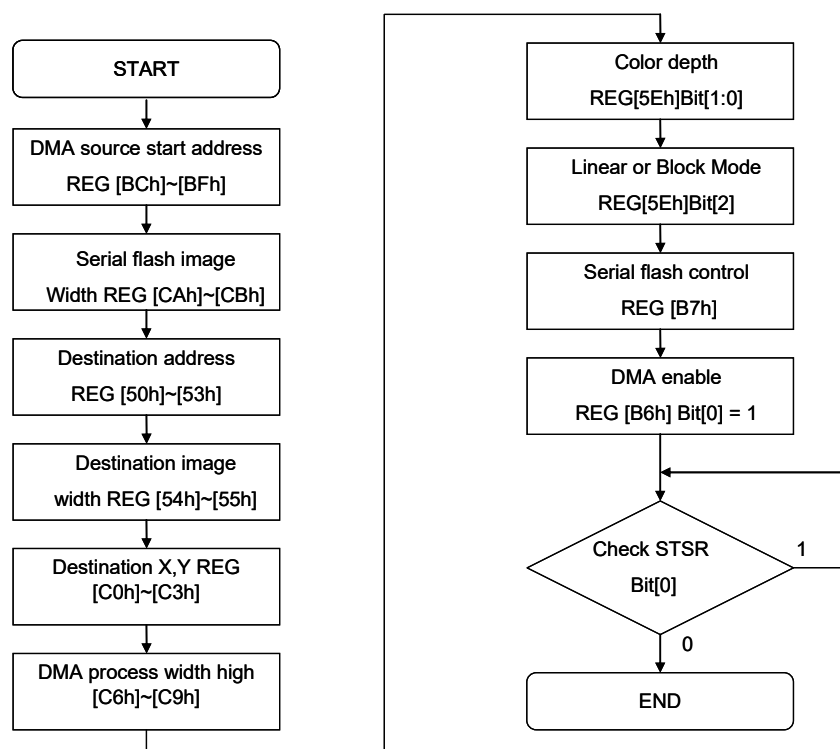 START
DMA source start address
REG [BCh]~[BFh]
Serial flash image
Width REG [CAh]~[CBh]
Destination address
REG [50h]~[53h]
Destination image
width REG [54h]~[55h]
Destination X,Y REG
[C0h]~[C3h]
DMA process width high
[C6h]~[C9h]
Color depth
REG[5Eh]Bit[1:0]
Linear or Block Mode
REG[5Eh]Bit[2]
Serial flash control
REG [B7h]
DMA enable
REG [B6h] Bit[0] = 1
Check STSR
Bit[0]
1
0
END